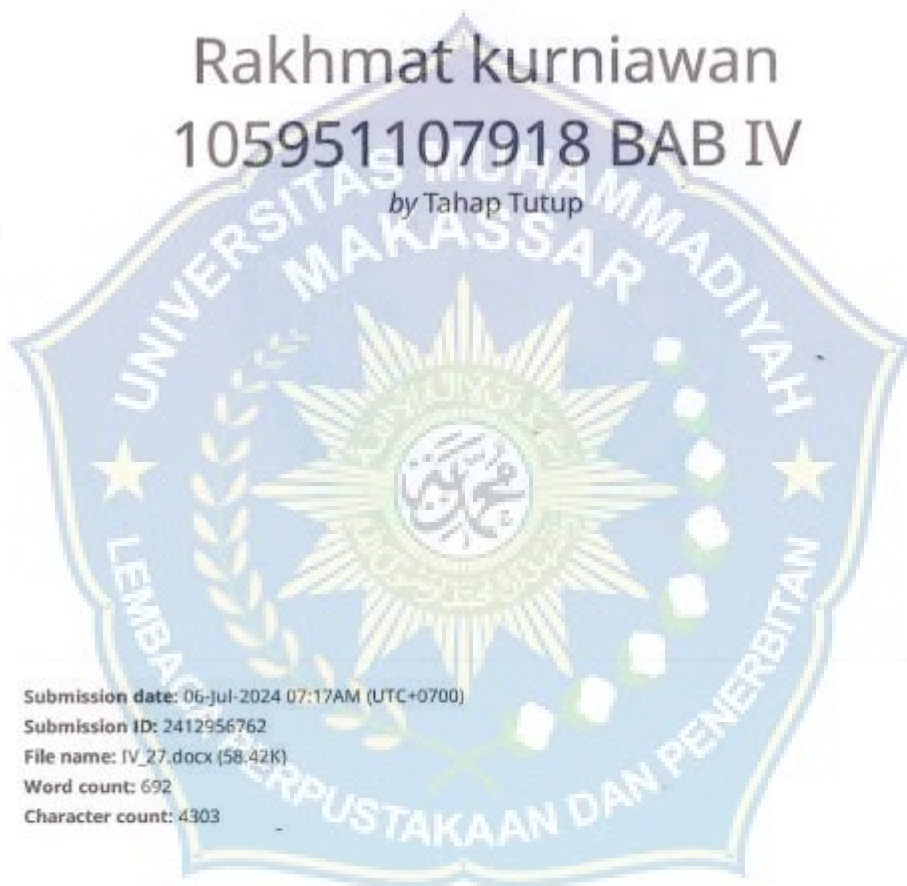 Rakhmat kurniawan
105951107918 BAB IV
by Tahap Tutup
UNIVERSITAS MUHAMMADIYAH
MAKASSAR
Submission date: 06-Jul-2024 07:17AM (UTC+0700)
Submission ID: 2412956762
File name: IV_27.docx (58.42K)
Word count: 692
Character count: 4303
LEMBAGA PERPUSTAKAAN DAN PENERBITAN